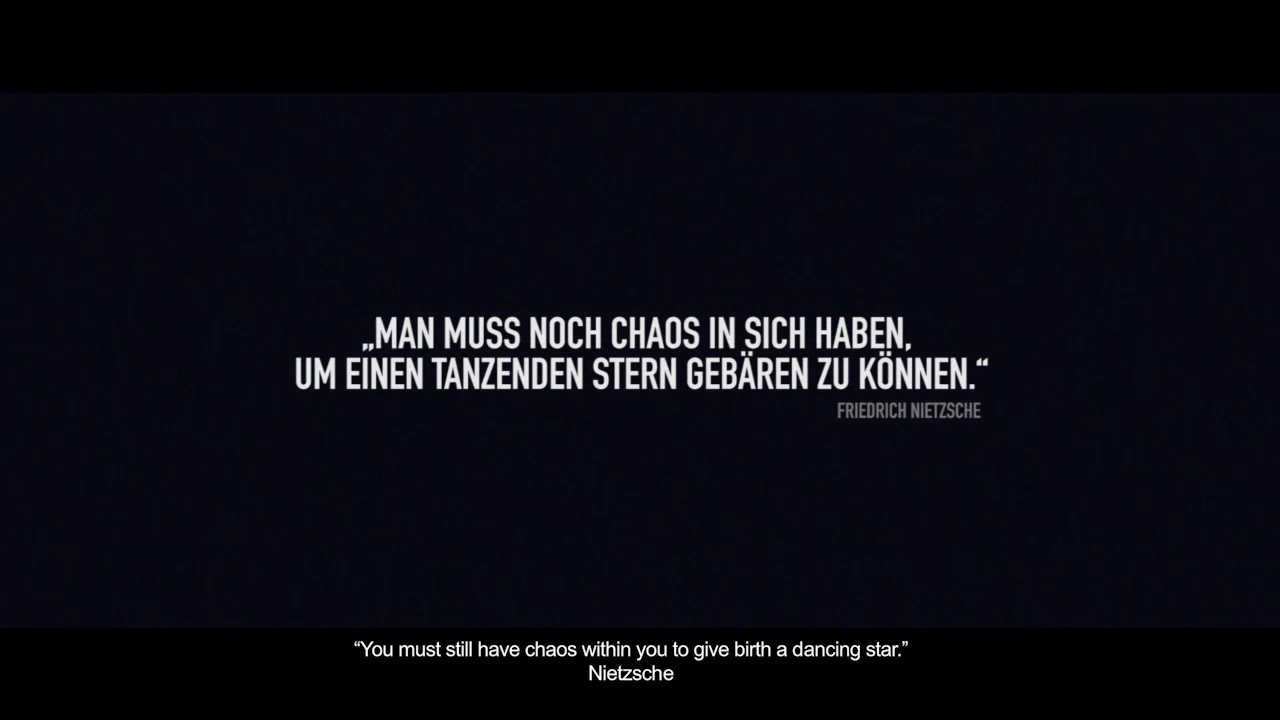 „MAN MUSS NOCH CHAOS IN SICH HABEN,
UM EINEN TANZENDEN STERN GEBÄREN ZU KÖNNEN.“
FRIEDRICH NIETZSCHE
“You must still have chaos within you to give birth a dancing star.”
Nietzsche